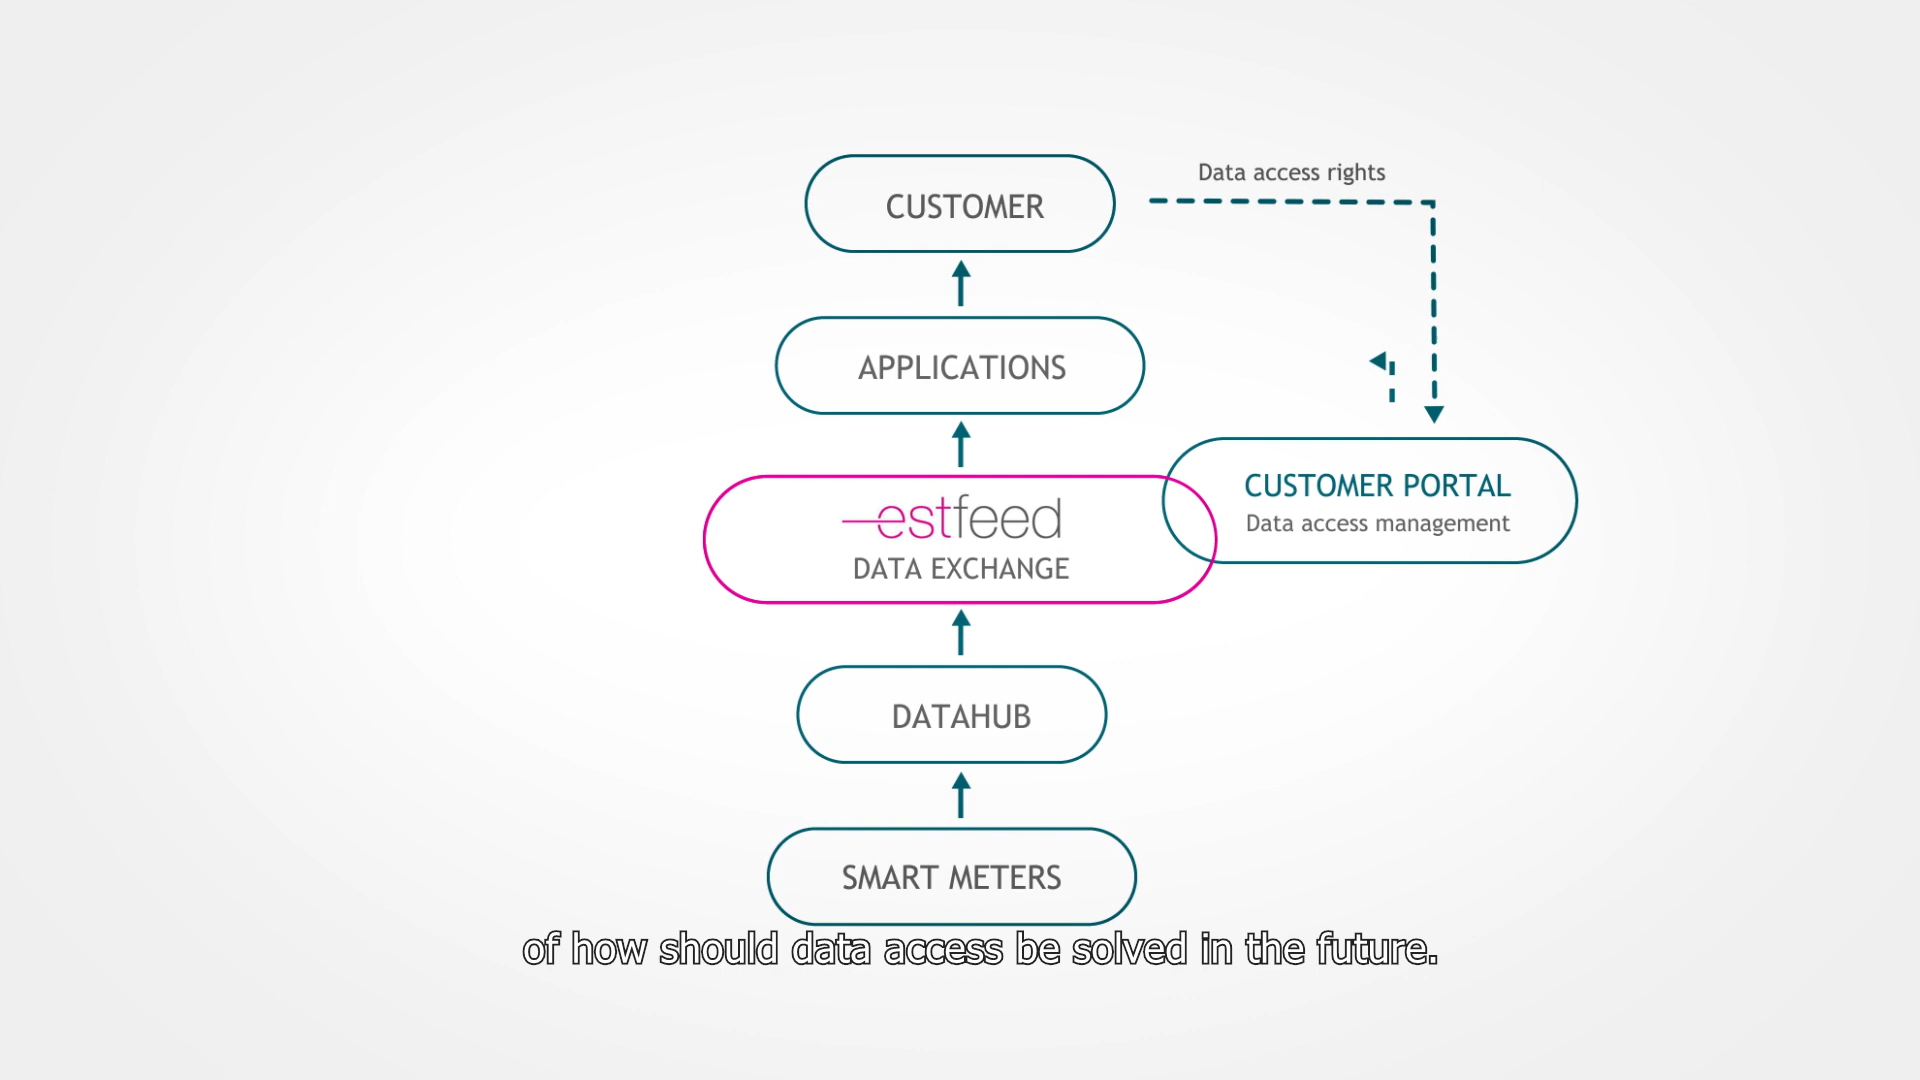 CUSTOMER
Data access rights
APPLICATIONS
estfeed
DATA EXCHANGE
CUSTOMER PORTAL
Data access management
DATAHUB
SMART METERS
of how should data access be solved in the future.